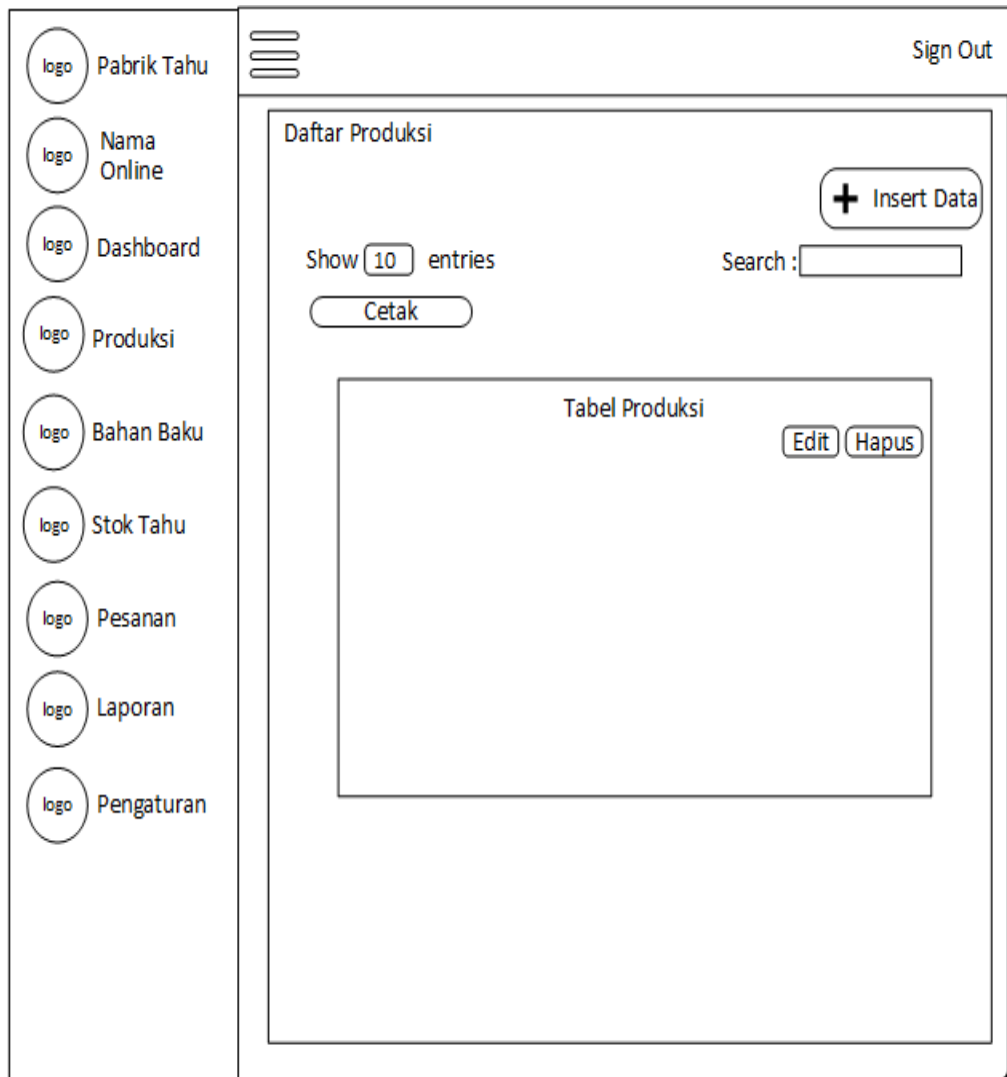 logo Pabrik Tahu
logo Nama
Online
logo Dashboard
logo Produksi
logo Bahan Baku
logo Stok Tahu
logo Pesanan
logo Laporan
logo Pengaturan
Sign Out
Daftar Produksi
+ Insert Data
Show 10 entries
Search :
Cetak
Tabel Produksi
Edit Hapus